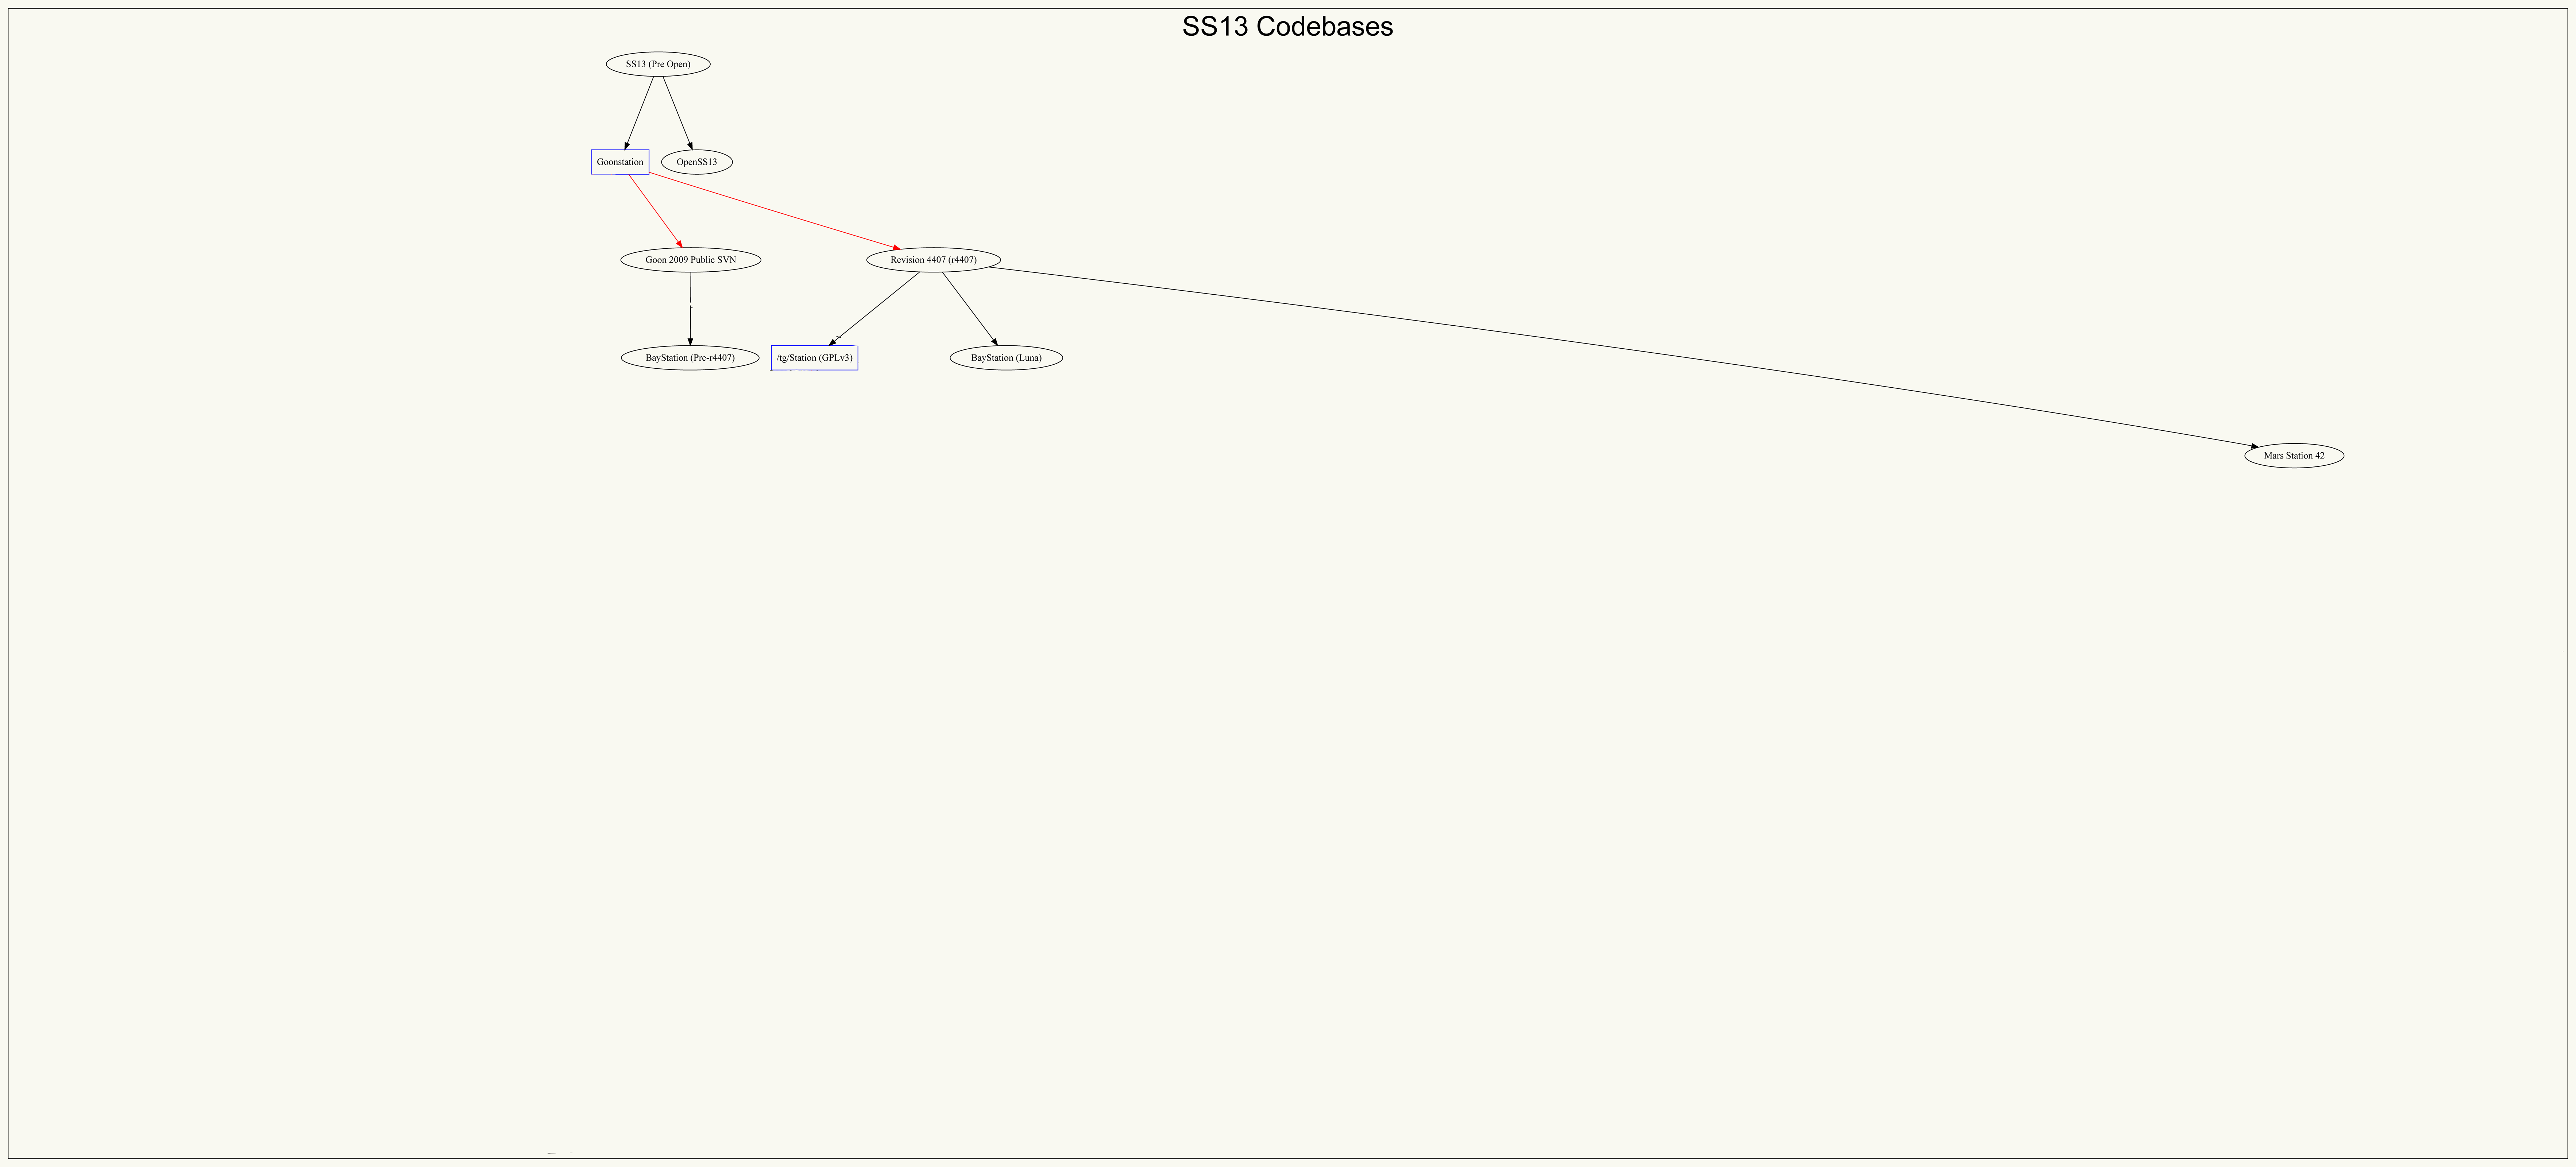 SS13 Codebases
SS13 (Pre Open)
Goonstation
OpenSS13
Goon 2009 Public SVN
Revision 4407 (r4407)
BayStation (Pre-r4407)
/tg/Station (GPLv3)
BayStation (Luna)
Mars Station 42